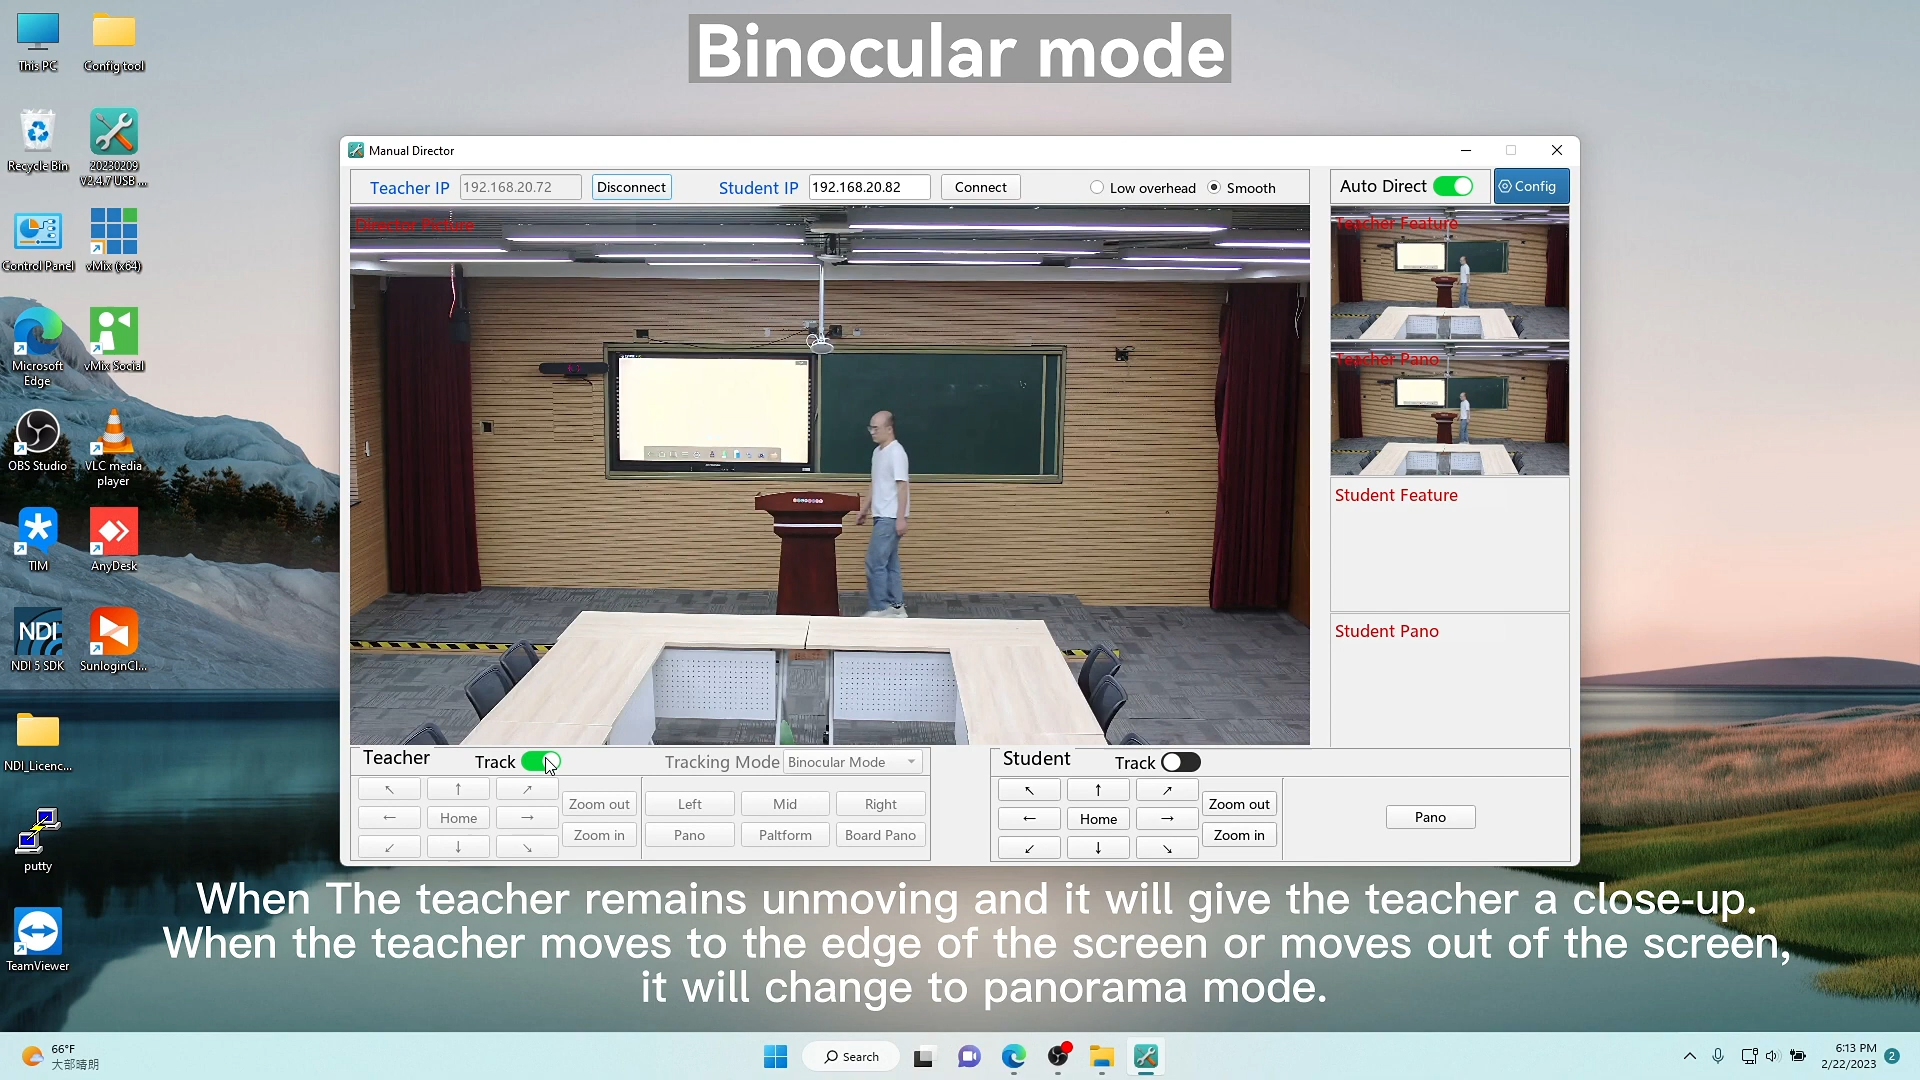 Binocular mode
This PC
Config tool
Recycle Bin
20230209
V2.4.7 USB ...
Control Panel
vMix (x64)
Microsoft
Edge
vMix Social
OBS Studio
VLC media
player
TIM
AnyDesk
NDI
NDI 5 SDK
SunloginCl...
NDI_Licenc...
putty
TeamViewer
Manual Director
Teacher IP
192.168.20.72
Disconnect
Student IP
192.168.20.82
Connect
Low overhead
Smooth
Auto Direct
Config
Director Picture
Teacher Feature
Teacher Pano
Student Feature
Student Pano
Teacher
Track
Tracking Mode
Binocular Mode
↖ ↑ ↗
← Home →
↙ ↓ ↘
Zoom out
Zoom in
Left Mid Right
Pano Paltform Board Pano
Student
Track
↖ ↑ ↗
← Home →
↙ ↓ ↘
Zoom out
Zoom in
Pano
When The teacher remains unmoving and it will give the teacher a close-up.
When the teacher moves to the edge of the screen or moves out of the screen,
it will change to panorama mode.
66°F
大部晴朗
Search
6:13 PM
2/22/2023
2